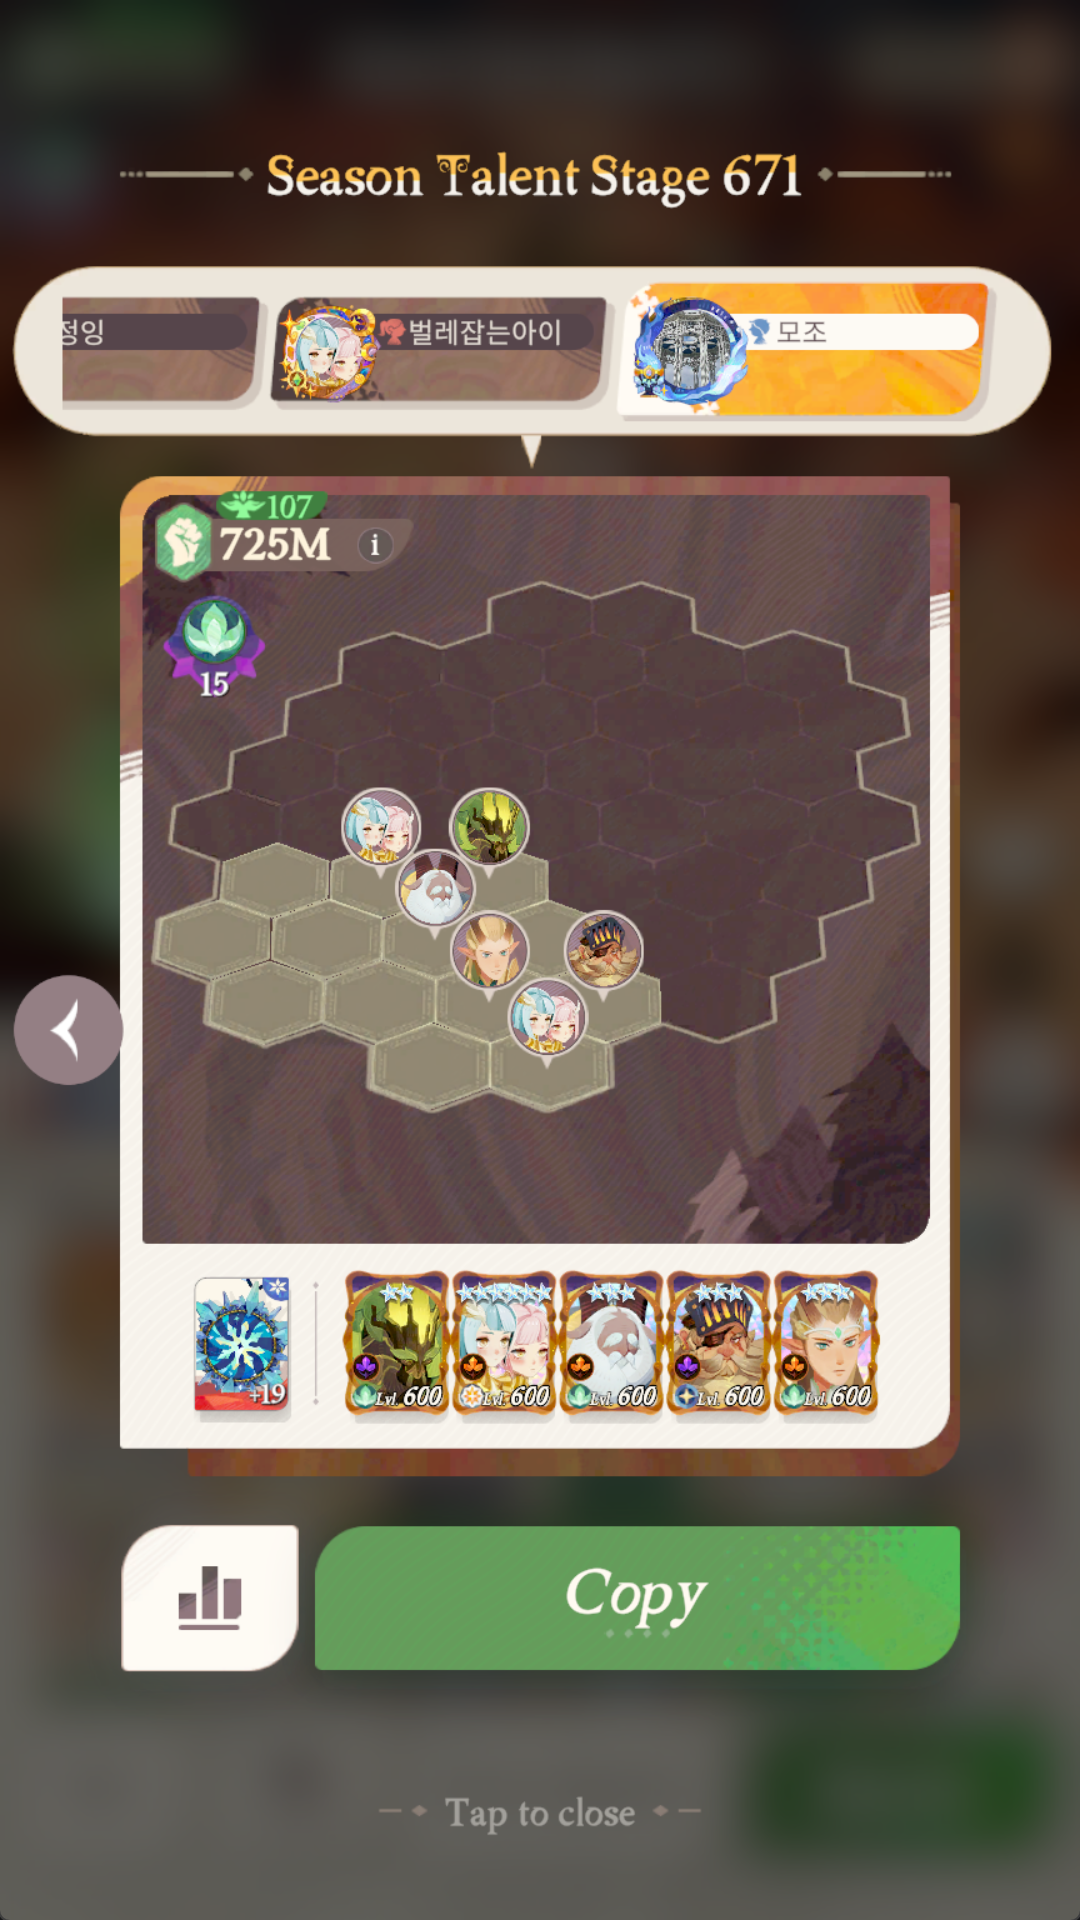 Season Talent Stage 671
정잉
벌레잡는아이
모조
107
725M
i
15
+19
Lvl. 600
Lvl. 600
Lvl. 600
Lvl. 600
Lvl. 600
Copy
Tap to close